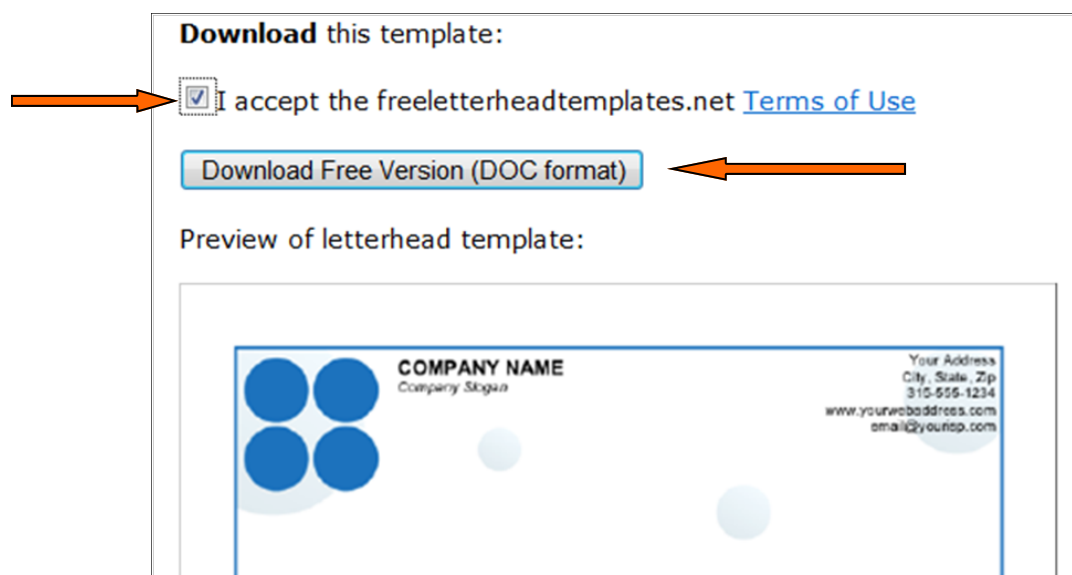 Download this template:
I accept the freeletterheadtemplates.net Terms of Use
Download Free Version (DOC format)
Preview of letterhead template:
COMPANY NAME
Company Slogan
Your Address
City, State, Zip
315-555-1234
www.yourwebaddress.com
email@yourisp.com